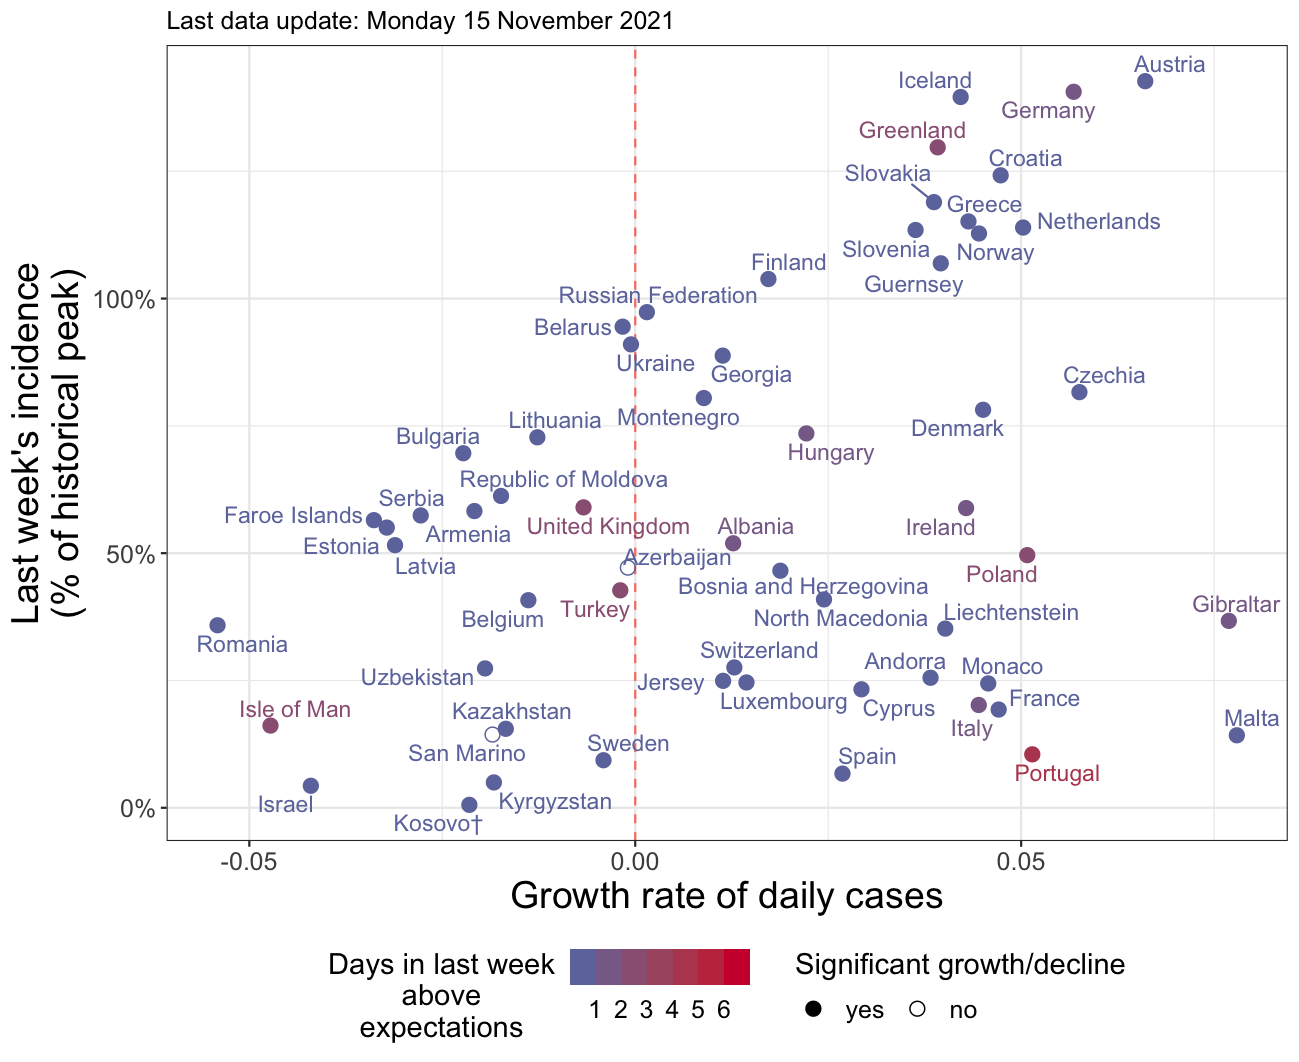 Last data update: Monday 15 November 2021
Austria
Iceland
Germany
Greenland
Croatia
Slovakia
Greece
Netherlands
Slovenia
Norway
Finland
Guernsey
Russian Federation
100%
Belarus
Ukraine
Georgia
Czechia
Montenegro
Lithuania
Denmark
Bulgaria
Hungary
Republic of Moldova
Serbia
Faroe Islands
United Kingdom
Albania
Ireland
Armenia
Estonia
50%
Azerbaijan
Latvia
Poland
Bosnia and Herzegovina
Turkey
Gibraltar
Belgium
North Macedonia
Liechtenstein
Romania
Switzerland
Andorra
Monaco
Uzbekistan
Jersey
Luxembourg
Cyprus
France
Isle of Man
Kazakhstan
Italy
Malta
San Marino
Sweden
Spain
Portugal
Israel
Kyrgyzstan
0%
Kosovo†
Last week's incidence
(% of historical peak)
-0.05
0.00
0.05
Growth rate of daily cases
Days in last week
above
expectations
1 2 3 4 5 6
Significant growth/decline
yes
no